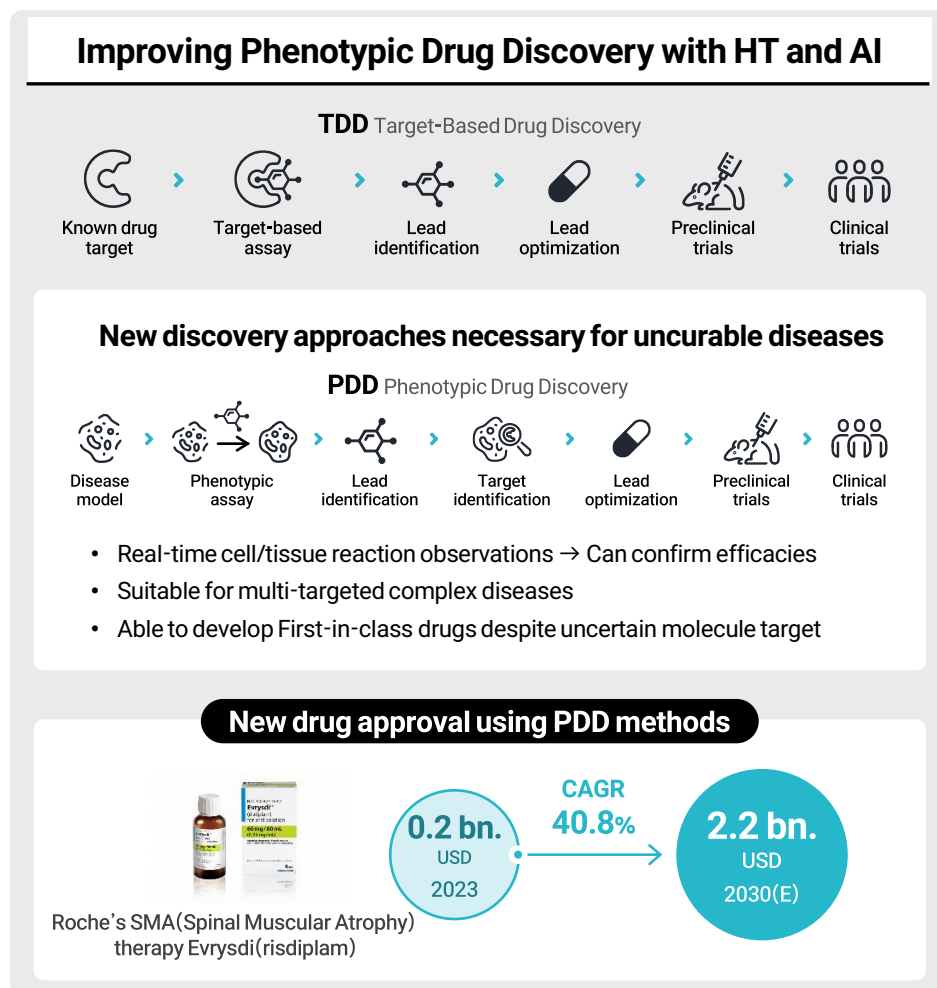 Improving Phenotypic Drug Discovery with HT and AI
TDD Target-Based Drug Discovery
Known drug
target
Target-based
assay
Lead
identification
Lead
optimization
Preclinical
trials
Clinical
trials
New discovery approaches necessary for uncurable diseases
PDD Phenotypic Drug Discovery
Disease
model
Phenotypic
assay
Lead
identification
Target
identification
Lead
optimization
Preclinical
trials
Clinical
trials
• Real-time cell/tissue reaction observations → Can confirm efficacies
• Suitable for multi-targeted complex diseases
• Able to develop First-in-class drugs despite uncertain molecule target
New drug approval using PDD methods
Evrysdi
(risdiplam)
for oral solution
60 mg/80 mL
Roche's SMA(Spinal Muscular Atrophy)
therapy Evrysdi(risdiplam)
0.2 bn.
USD
2023
CAGR
40.8%
2.2 bn.
USD
2030(E)